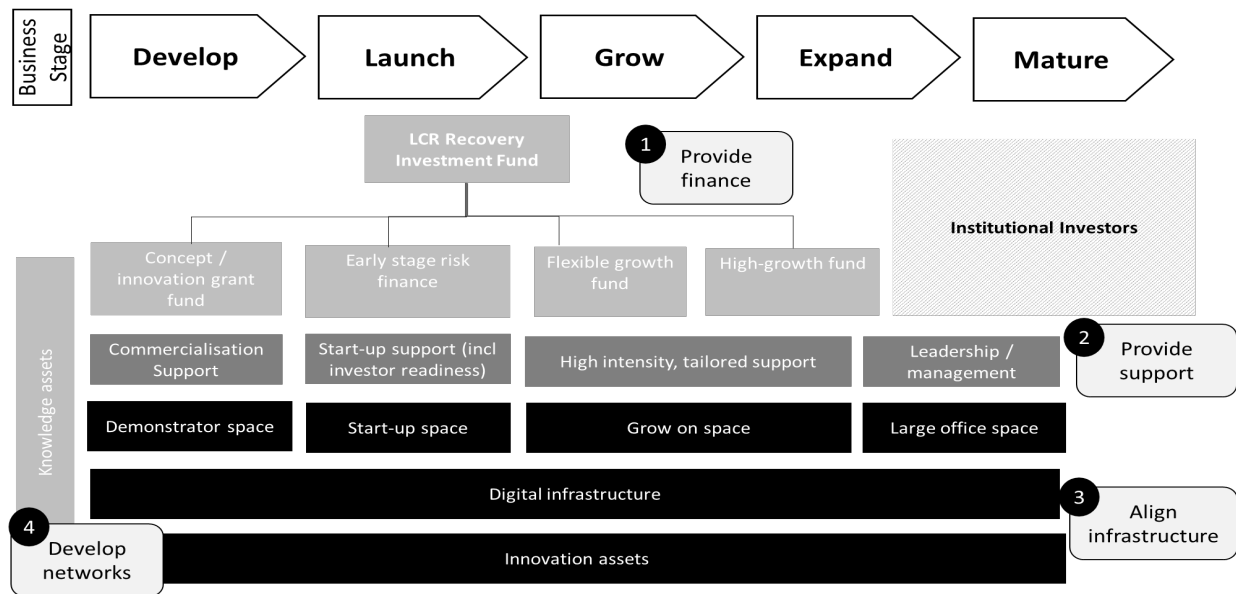 Business
Stage
Develop
Launch
Grow
Expand
Mature
LCR Recovery
Investment Fund
1
Provide
finance
Institutional Investors
Concept /
innovation grant
fund
Early stage risk
finance
Flexible growth
fund
High-growth fund
Knowledge assets
Commercialisation
Support
Start-up support (incl
investor readiness)
High intensity, tailored support
Leadership /
management
2
Provide
support
Demonstrator space
Start-up space
Grow on space
Large office space
Digital infrastructure
3
Align
infrastructure
4
Develop
networks
Innovation assets